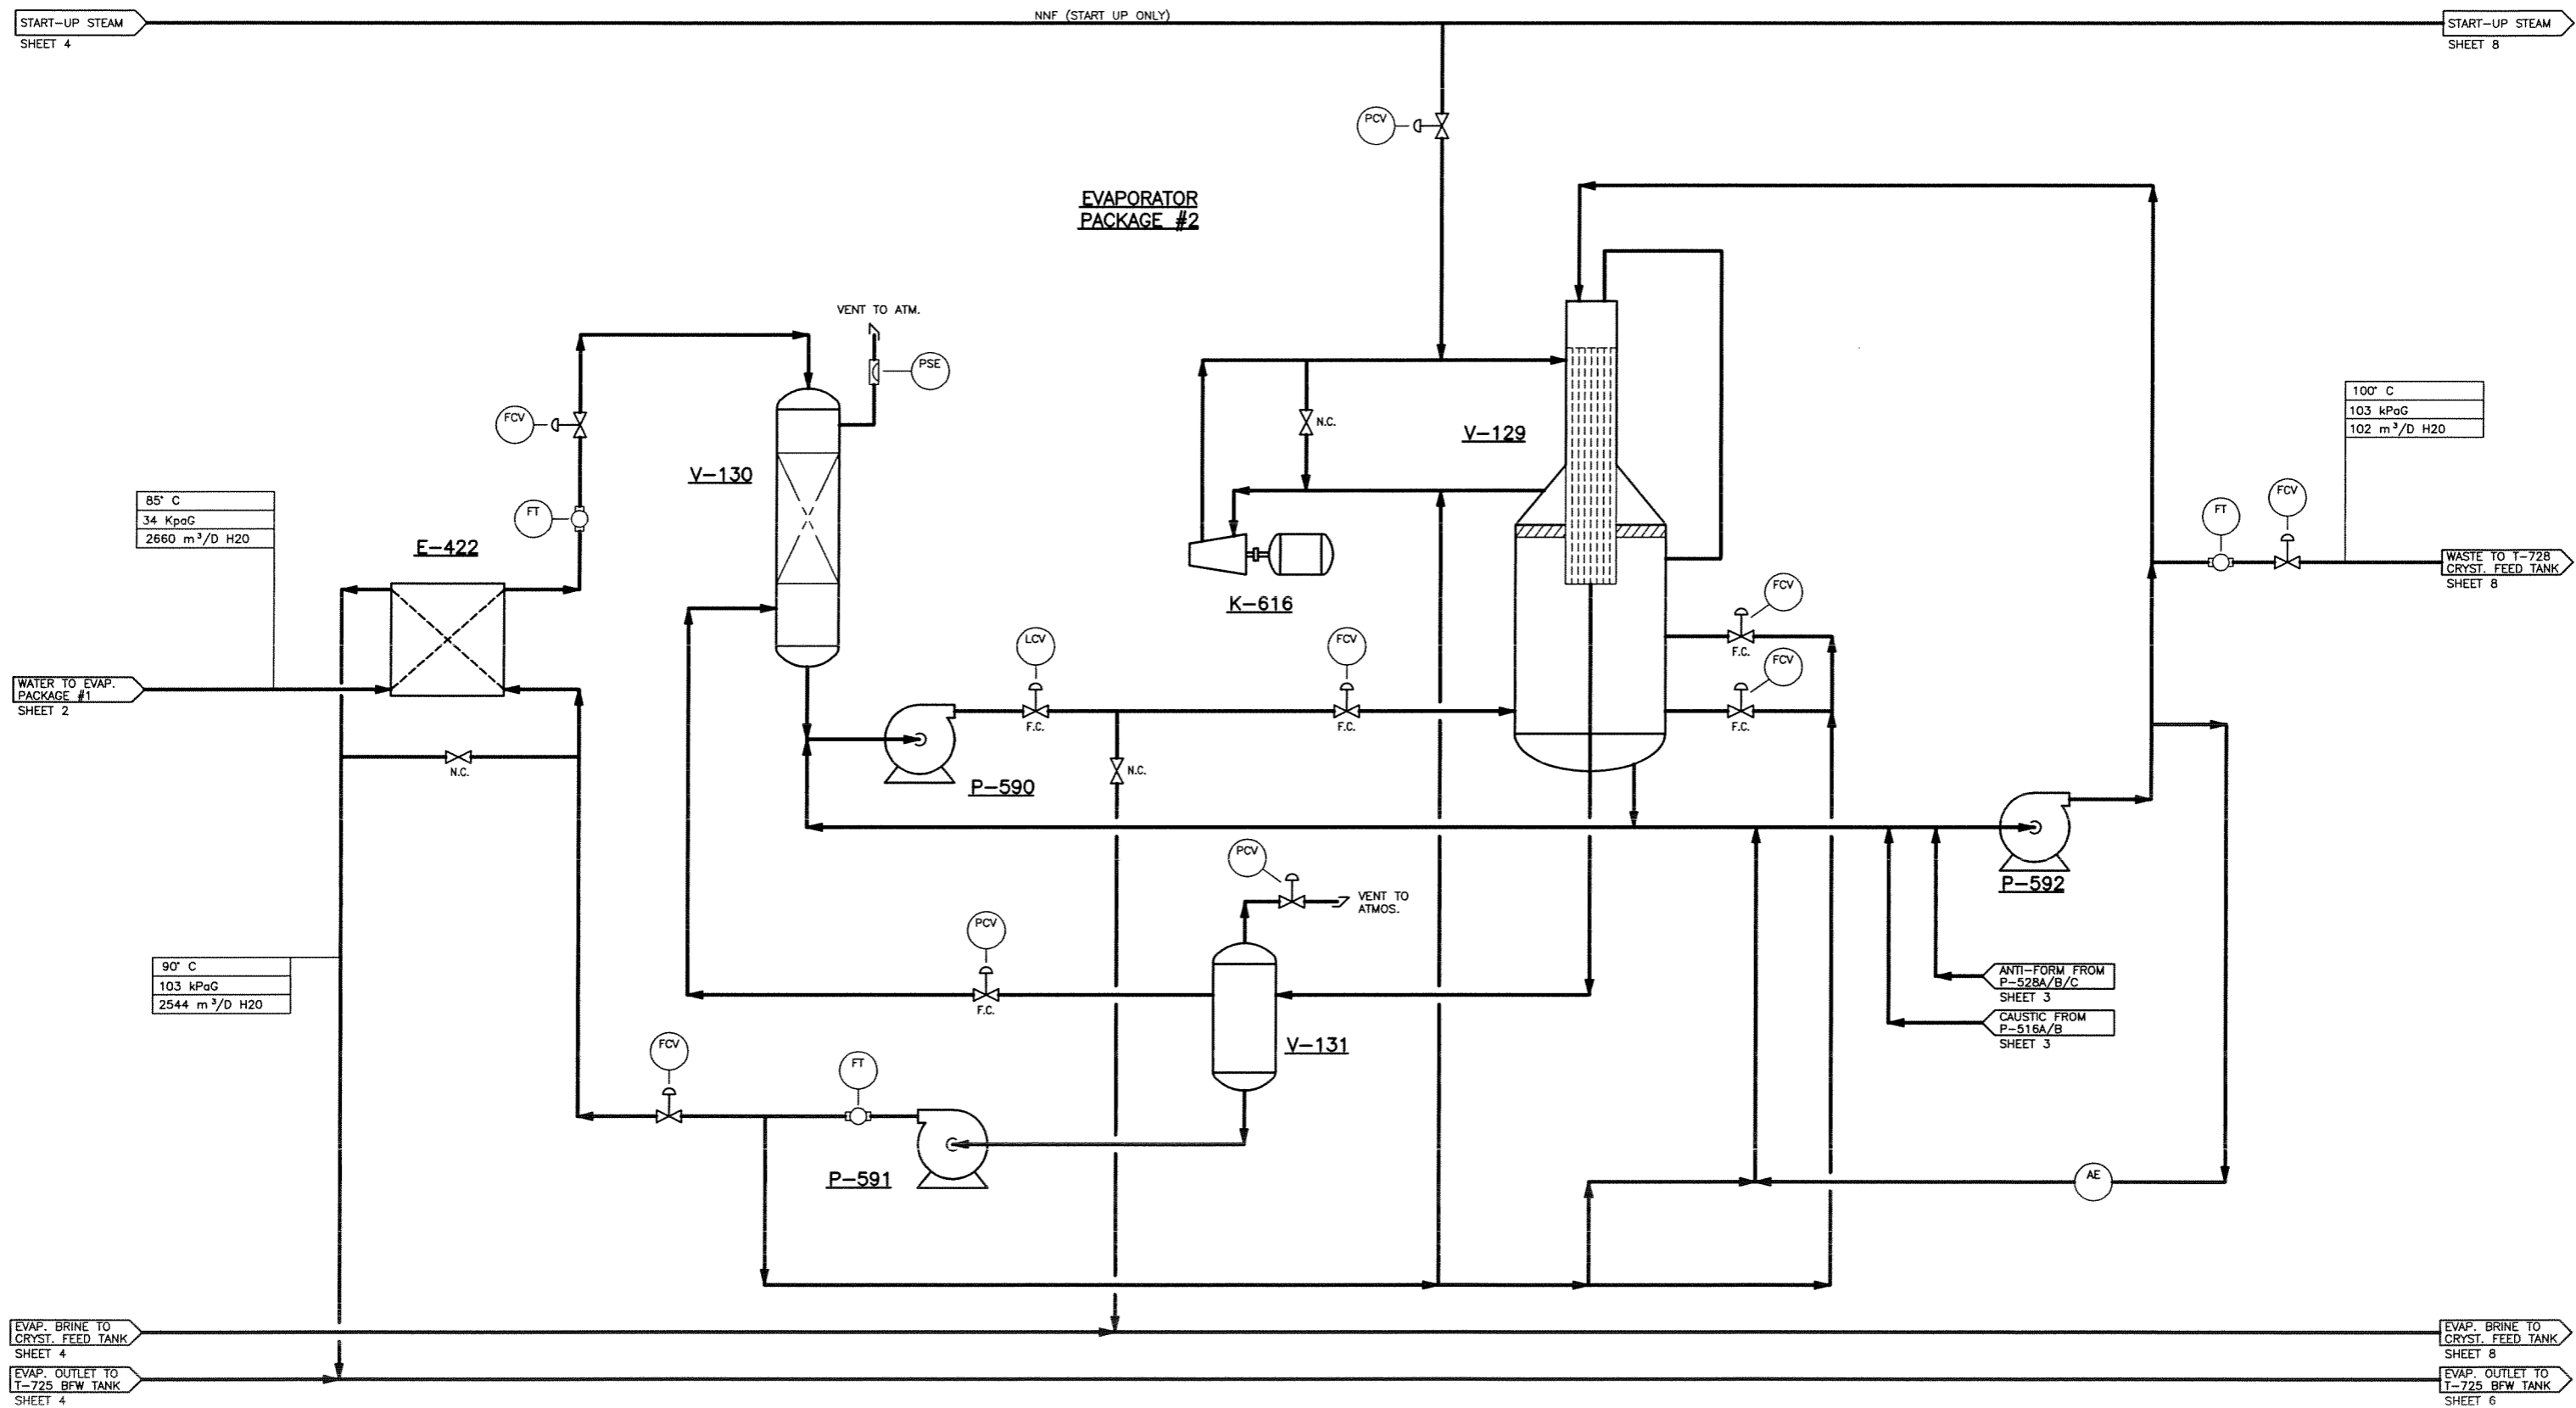 START-UP STEAM
SHEET 4
NNF (START UP ONLY)
START-UP STEAM
SHEET 8
PCV
EVAPORATOR
PACKAGE #2
VENT TO ATM.
PSE
FCV
N.C.
V-129
100° C
103 kPaG
102 m³/D H20
V-130
85° C
34 KpaG
2660 m³/D H20
FT
E-422
FCV
FT
WASTE TO T-728
CRYST. FEED TANK
SHEET 8
K-616
FCV
F.C.
LCV
F.C.
FCV
F.C.
FCV
F.C.
WATER TO EVAP.
PACKAGE #1
SHEET 2
N.C.
N.C.
P-590
PCV
VENT TO
ATMOS.
P-592
PCV
F.C.
90° C
103 kPaG
2544 m³/D H20
ANTI-FORM FROM
P-528A/B/C
SHEET 3
CAUSTIC FROM
P-516A/B
SHEET 3
V-131
FCV
FT
P-591
AE
EVAP. BRINE TO
CRYST. FEED TANK
SHEET 4
EVAP. BRINE TO
CRYST. FEED TANK
SHEET 8
EVAP. OUTLET TO
T-725 BFW TANK
SHEET 4
EVAP. OUTLET TO
T-725 BFW TANK
SHEET 6